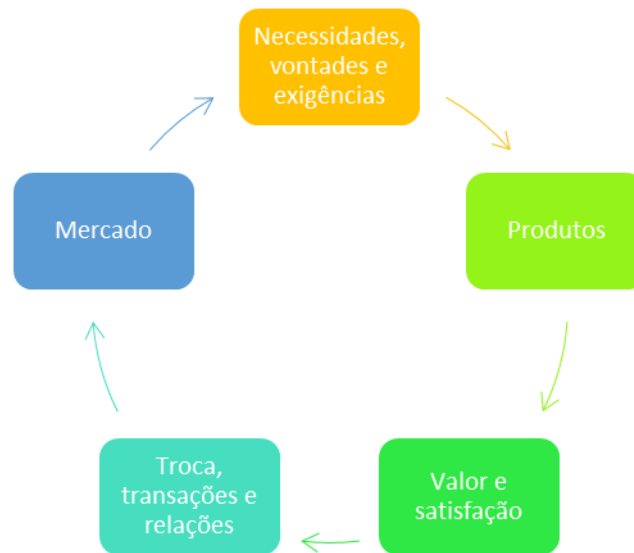 Necessidades,
vontades e
exigências
Produtos
Valor e
satisfação
Troca,
transações e
relações
Mercado